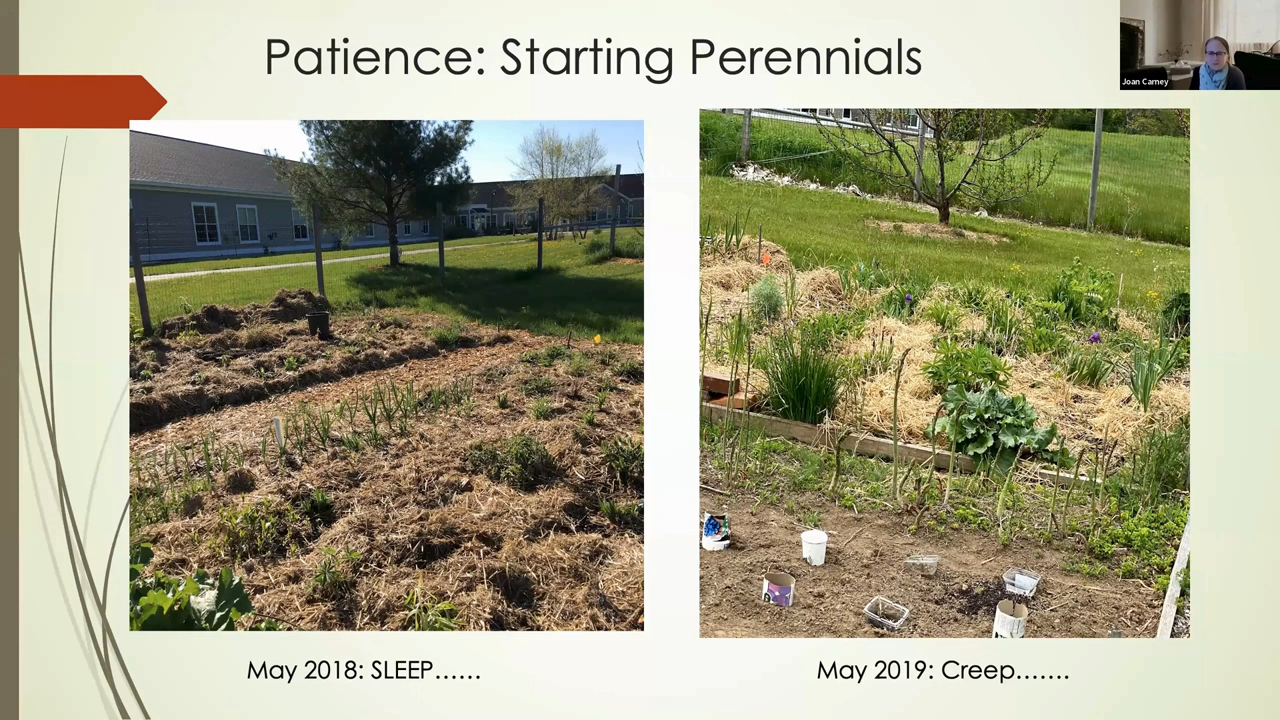 Patience: Starting Perennials
Joan Carney
May 2018: SLEEP......
May 2019: Creep.......